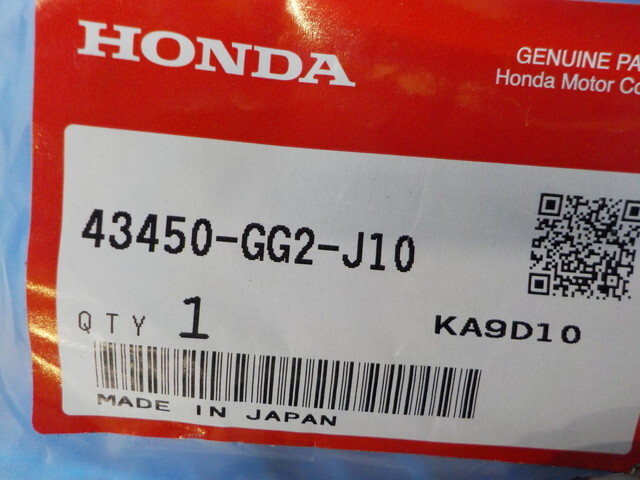 HONDA
GENUINE PA
Honda Motor Co
43450-GG2-J10
QTY 1
KA9D10
MADE IN JAPAN